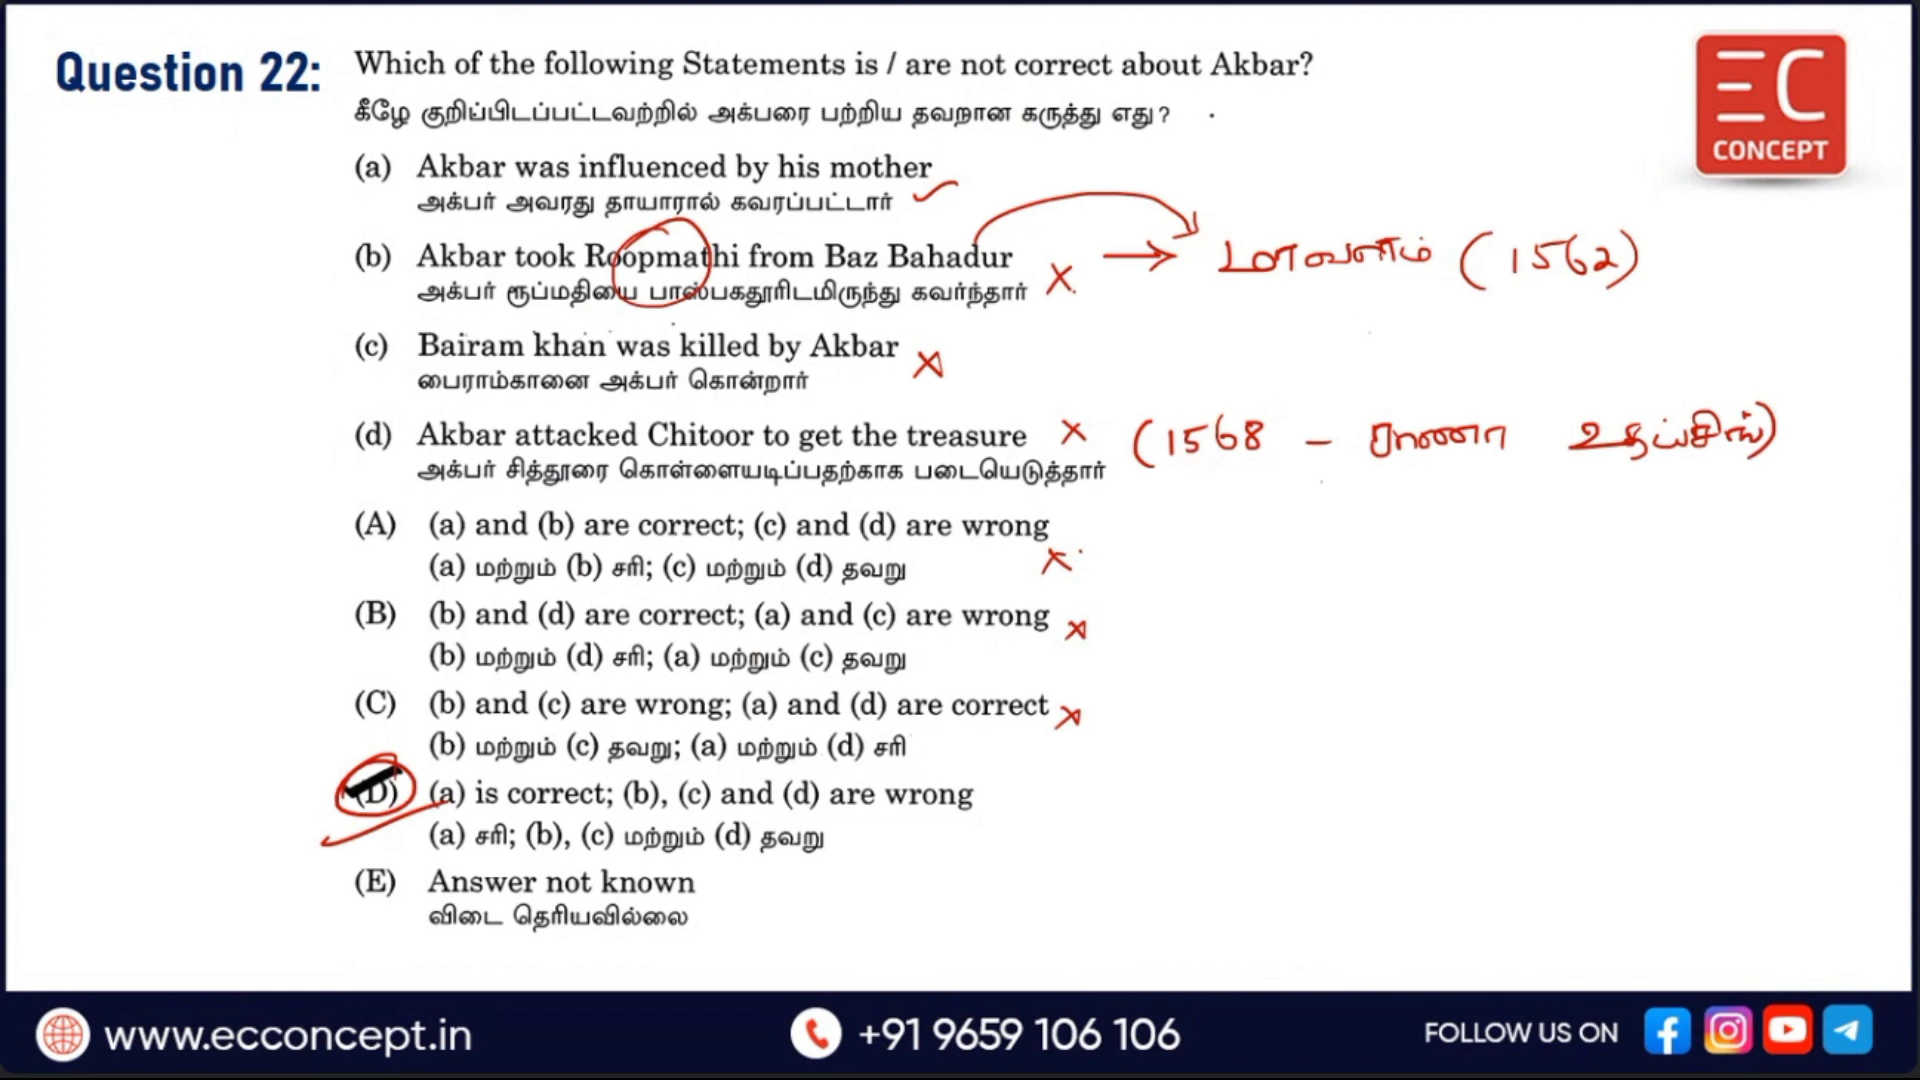 Question 22:
Which of the following Statements is / are not correct about Akbar?
கீழே குறிப்பிடப்பட்டவற்றில் அக்பரை பற்றிய தவறான கருத்து எது?
EC
CONCEPT
(a) Akbar was influenced by his mother
அக்பர் அவரது தாயாரால் கவரப்பட்டார்
(b) Akbar took Roopmathi from Baz Bahadur
அக்பர் ரூப்மதியை பாஸ்பகதூரிடமிருந்து கவர்ந்தார்
(1562)
(c) Bairam khan was killed by Akbar
பைராம்கானை அக்பர் கொன்றார்
(d) Akbar attacked Chitoor to get the treasure
(1568 – ராணா உதய்சிங்)
அக்பர் சித்தூரை கொள்ளையடிப்பதற்காக படையெடுத்தார்
(A) (a) and (b) are correct; (c) and (d) are wrong
(a) மற்றும் (b) சரி; (c) மற்றும் (d) தவறு
(B) (b) and (d) are correct; (a) and (c) are wrong
(b) மற்றும் (d) சரி; (a) மற்றும் (c) தவறு
(C) (b) and (c) are wrong; (a) and (d) are correct
(b) மற்றும் (c) தவறு; (a) மற்றும் (d) சரி
(D) (a) is correct; (b), (c) and (d) are wrong
(a) சரி; (b), (c) மற்றும் (d) தவறு
(E) Answer not known
விடை தெரியவில்லை
www.ecconcept.in
+91 9659 106 106
FOLLOW US ON